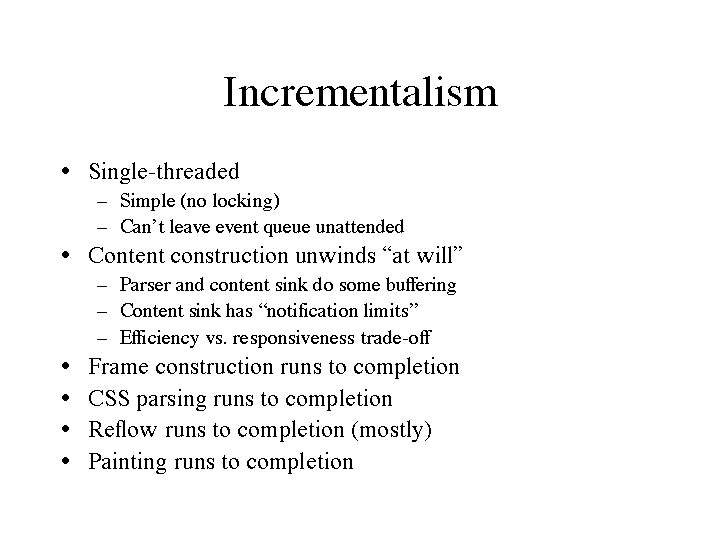 Incrementalism
• Single-threaded
– Simple (no locking)
– Can’t leave event queue unattended
• Content construction unwinds “at will”
– Parser and content sink do some buffering
– Content sink has “notification limits”
– Efficiency vs. responsiveness trade-off
• Frame construction runs to completion
• CSS parsing runs to completion
• Reflow runs to completion (mostly)
• Painting runs to completion